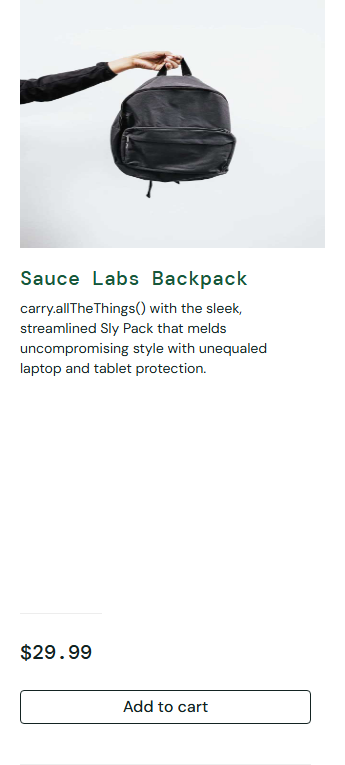 Sauce Labs Backpack
carry.allTheThings() with the sleek,
streamlined Sly Pack that melds
uncompromising style with unequaled
laptop and tablet protection.
$29.99
Add to cart